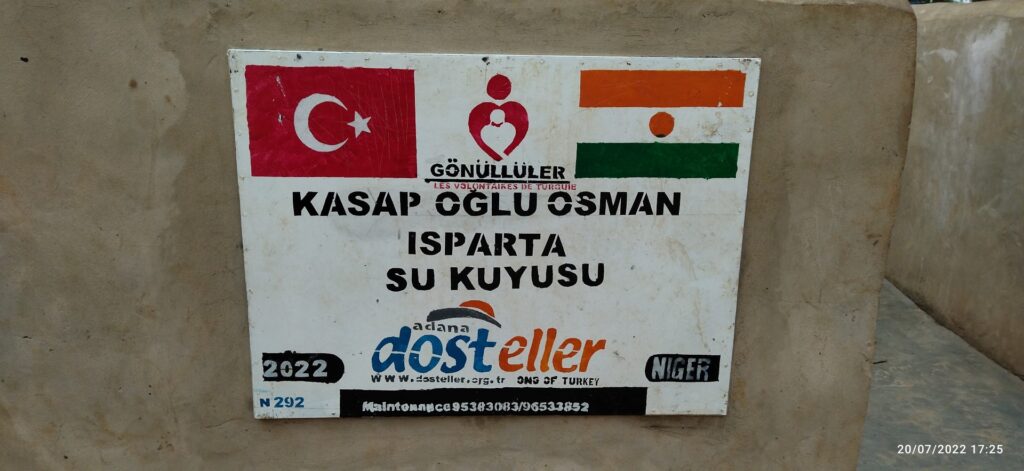 GÖNÜLLÜLER
LES VOLONTAIRES DE TURQUIE
KASAP OĞLU OSMAN
ISPARTA
SU KUYUSU
adana
dosteller
www.dosteller.org.tr ONG OF TURKEY
2022
NIGER
N 292
Maintenance 95383083/96533852
20/07/2022 17:25